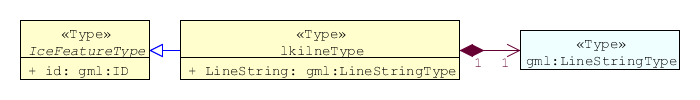 «Type»
IceFeatureType
+ id: gml:ID
«Type»
lkilneType
+ LineString: gml:LineStringType
1
1
«Type»
gml:LineStringType